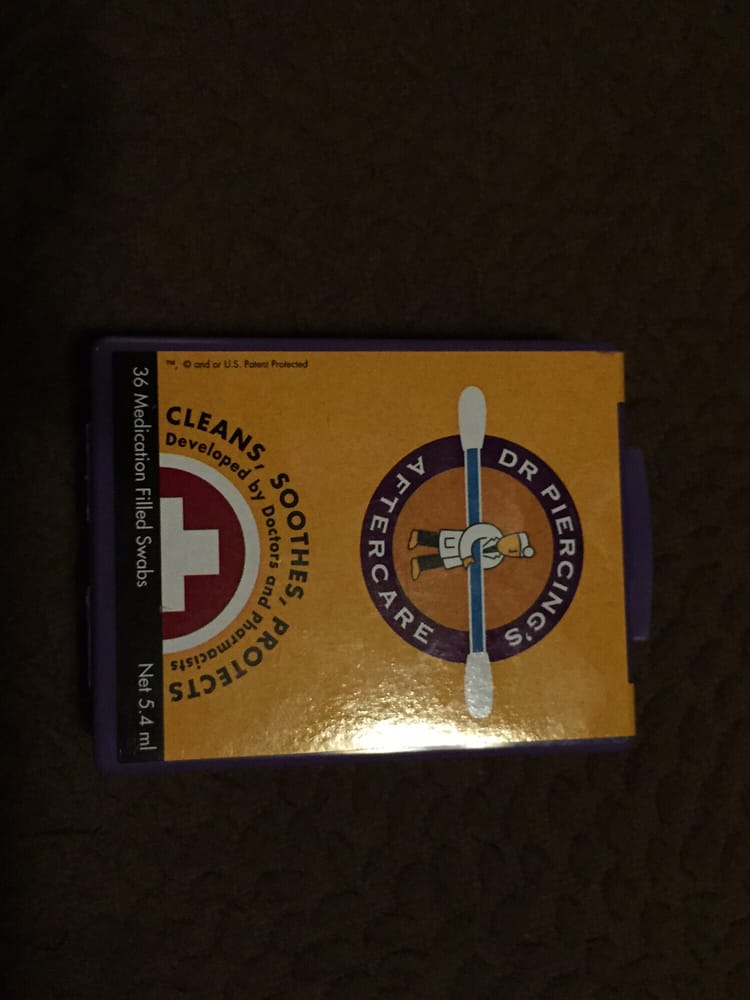 DR PIERCING'S
AFTERCARE
CLEANS, SOOTHES, PROTECTS
Developed by Doctors and Pharmacists
™, © and or U.S. Patent Protected
36 Medication Filled Swabs
Net 5.4 ml